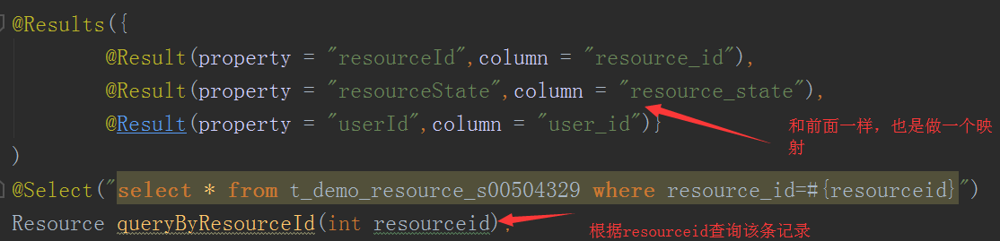 @Results({
@Result(property = "resourceId",column = "resource_id"),
@Result(property = "resourceState",column = "resource_state"),
@Result(property = "userId",column = "user_id")}
和前面一样，也是做一个映
射
)
@Select("select * from t_demo_resource_s00504329 where resource_id=#{resourceid}")
Resource queryByResourceId(int resourceid);
根据resourceid查询该条记录